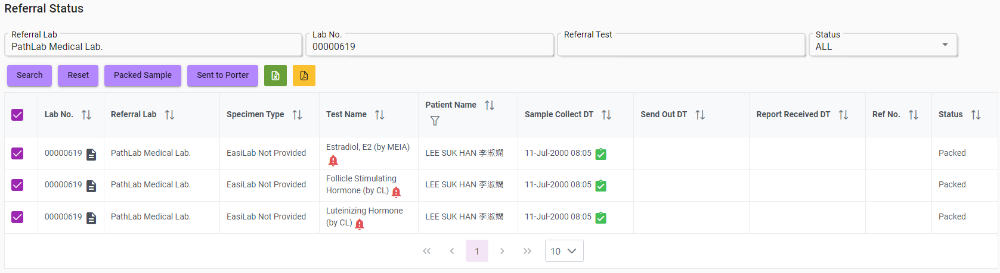 Referral Status
Referral Lab
PathLab Medical Lab.
Lab No.
00000619
Referral Test
Status
ALL
Search
Reset
Packed Sample
Sent to Porter
Lab No.
Referral Lab
Specimen Type
Test Name
Patient Name
Sample Collect DT
Send Out DT
Report Received DT
Ref No.
Status
00000619
PathLab Medical Lab.
EasiLab Not Provided
Estradiol, E2 (by MEIA)
LEE SUK HAN 李淑嫻
11-Jul-2000 08:05
Packed
00000619
PathLab Medical Lab.
EasiLab Not Provided
Follicle Stimulating
Hormone (by CL)
LEE SUK HAN 李淑嫻
11-Jul-2000 08:05
Packed
00000619
PathLab Medical Lab.
EasiLab Not Provided
Luteinizing Hormone
(by CL)
LEE SUK HAN 李淑嫻
11-Jul-2000 08:05
Packed
1
10